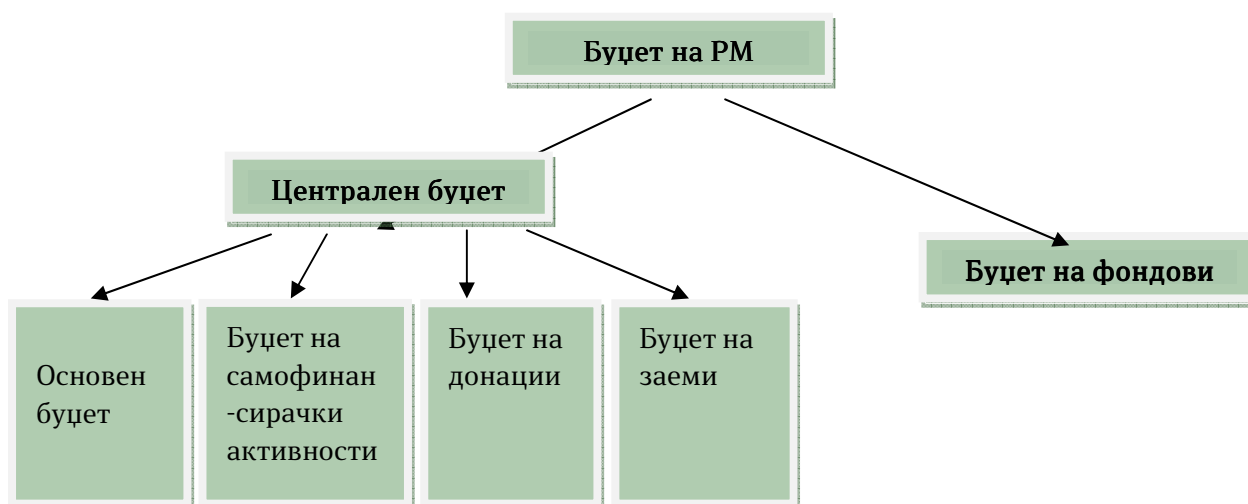 Буџет на РМ
Централен буџет
Буџет на фондови
Основен
буџет
Буџет на
самофинан
-сирачки
активности
Буџет на
донации
Буџет на
заеми